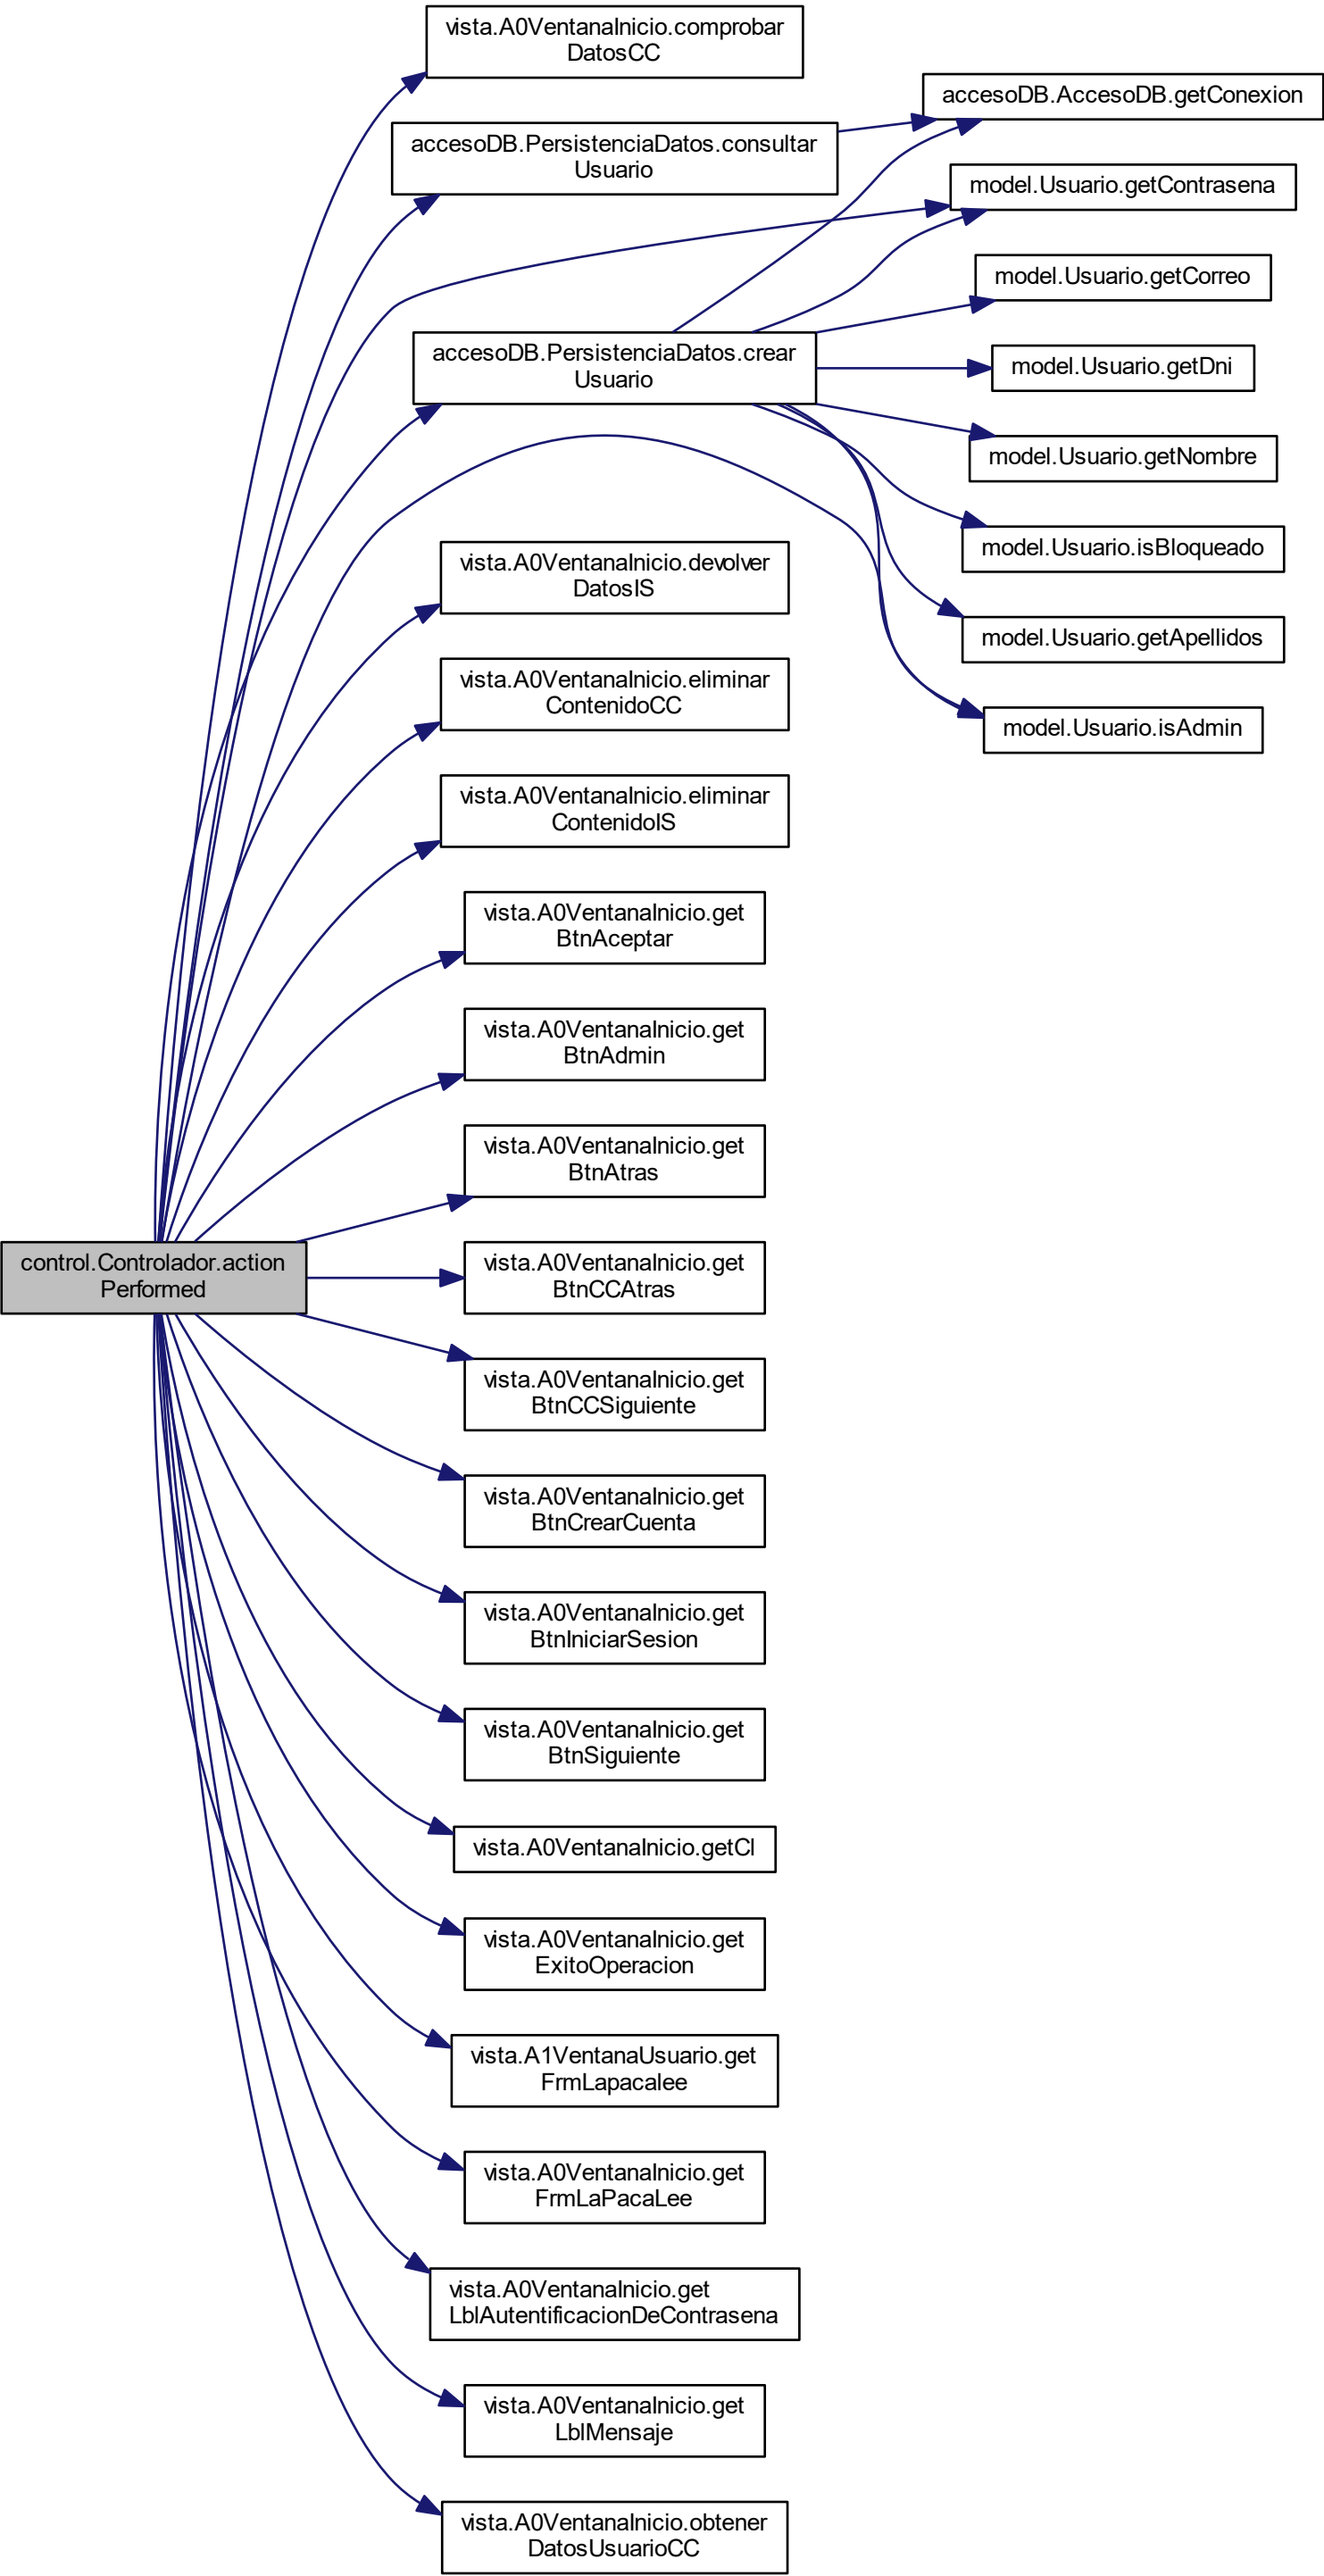 vista.A0VentanaInicio.comprobar
DatosCC
accesoDB.PersistenciaDatos.consultar
Usuario
accesoDB.PersistenciaDatos.crear
Usuario
vista.A0VentanaInicio.devolver
DatosIS
vista.A0VentanaInicio.eliminar
ContenidoCC
vista.A0VentanaInicio.eliminar
ContenidoIS
vista.A0VentanaInicio.get
BtnAceptar
vista.A0VentanaInicio.get
BtnAdmin
vista.A0VentanaInicio.get
BtnAtras
control.Controlador.action
Performed
vista.A0VentanaInicio.get
BtnCCAtras
vista.A0VentanaInicio.get
BtnCCSiguiente
vista.A0VentanaInicio.get
BtnCrearCuenta
vista.A0VentanaInicio.get
BtnIniciarSesion
vista.A0VentanaInicio.get
BtnSiguiente
vista.A0VentanaInicio.getCl
vista.A0VentanaInicio.get
ExitoOperacion
vista.A1VentanaUsuario.get
FrmLapacalee
vista.A0VentanaInicio.get
FrmLaPacaLee
vista.A0VentanaInicio.get
LblAutentificacionDeContrasena
vista.A0VentanaInicio.get
LblMensaje
vista.A0VentanaInicio.obtener
DatosUsuarioCC
accesoDB.AccesoDB.getConexion
model.Usuario.getContrasena
model.Usuario.getCorreo
model.Usuario.getDni
model.Usuario.getNombre
model.Usuario.isBloqueado
model.Usuario.getApellidos
model.Usuario.isAdmin